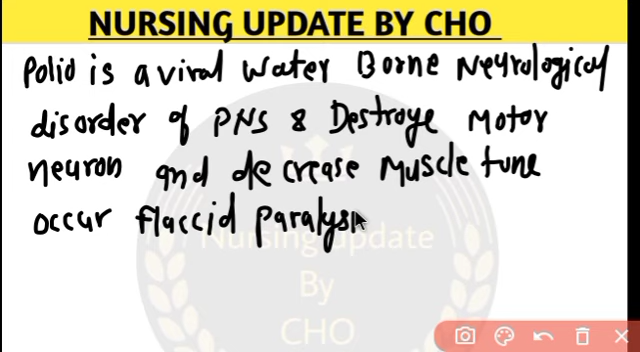 NURSING UPDATE BY CHO
Polio is a viral water Borne Neurological
disorder of PNS & Destroye Motor
neuron and decrease Muscle tune
occur flaccid paralysi
Nursing Update
By
CHO